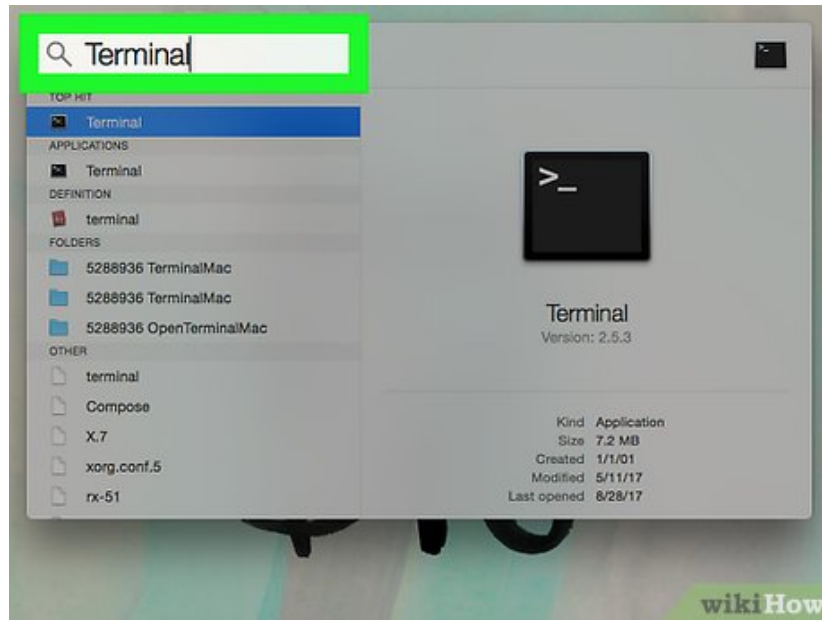 Terminal
TOP HIT
Terminal
APPLICATIONS
Terminal
DEFINITION
terminal
FOLDERS
5288936 TerminalMac
5288936 TerminalMac
5288936 OpenTerminalMac
OTHER
terminal
Compose
X.7
xorg.conf.5
rx-51
>_
Terminal
Version: 2.5.3
Kind Application
Size 7.2 MB
Created 1/1/01
Modified 5/11/17
Last opened 8/28/17
wikiHow